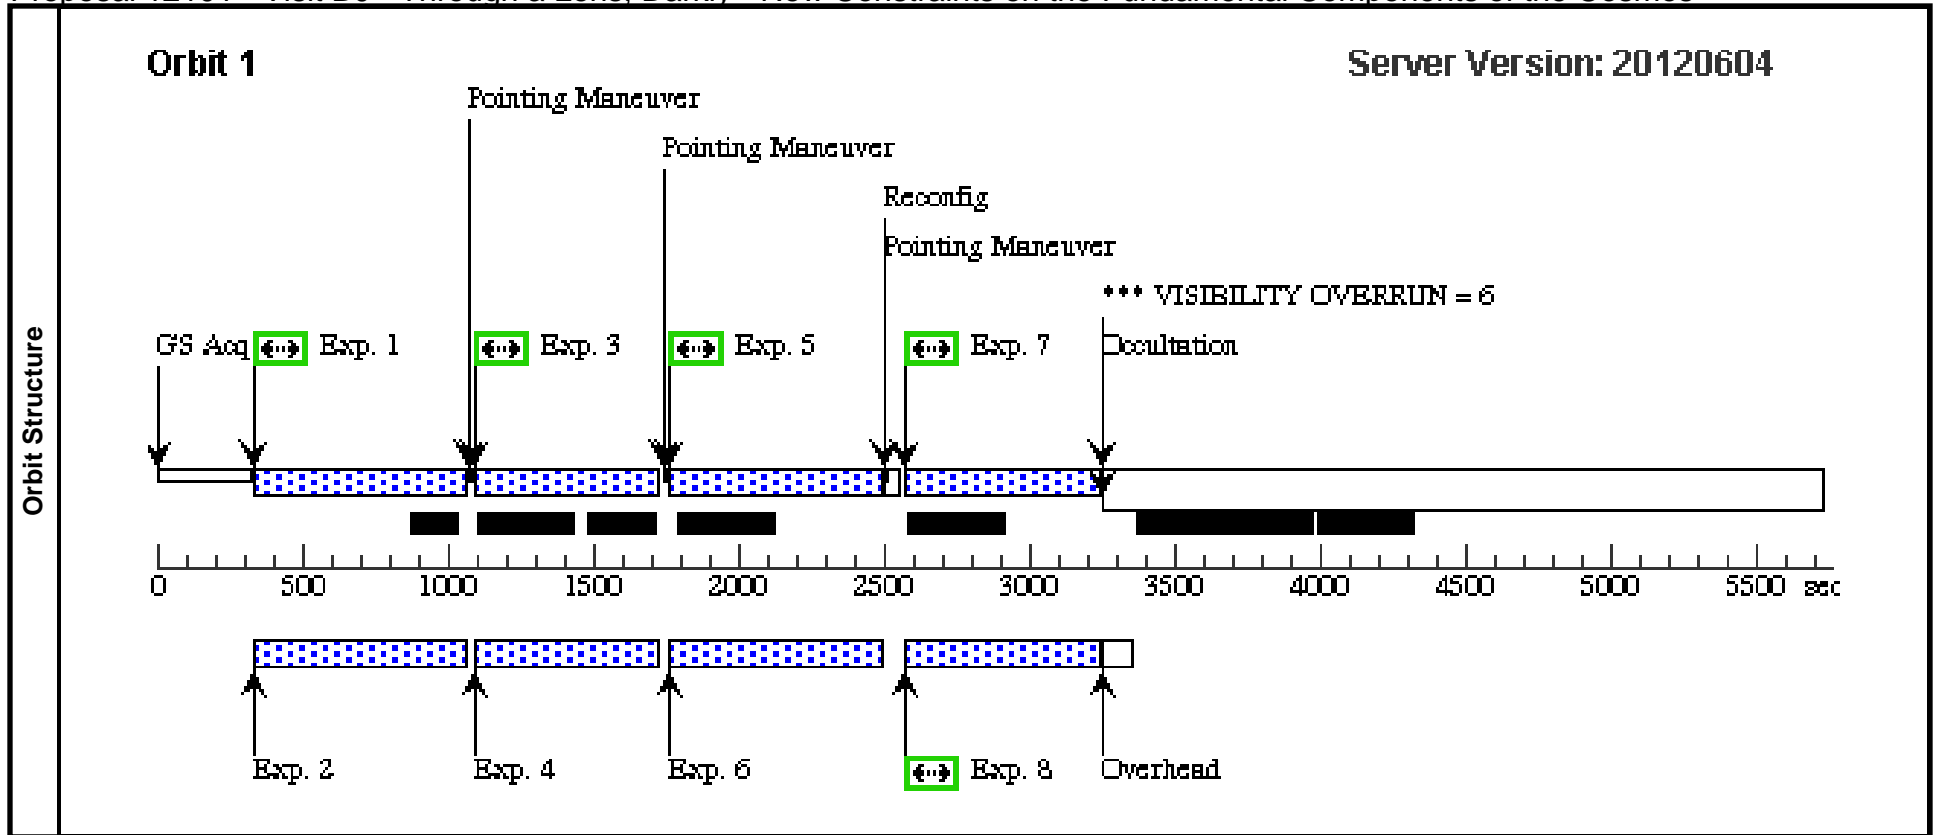 Orbit 1
Server Version: 20120604
Pointing Maneuver
Pointing Maneuver
Reconfig
Pointing Maneuver
*** VISIBILITY OVERRUN = 6
GS Acq Exp. 1 Exp. 3 Exp. 5 Exp. 7 Occultation
Orbit Structure
0 500 1000 1500 2000 2500 3000 3500 4000 4500 5000 5500 sec
Exp. 2 Exp. 4 Exp. 6 Exp. 8 Overhead